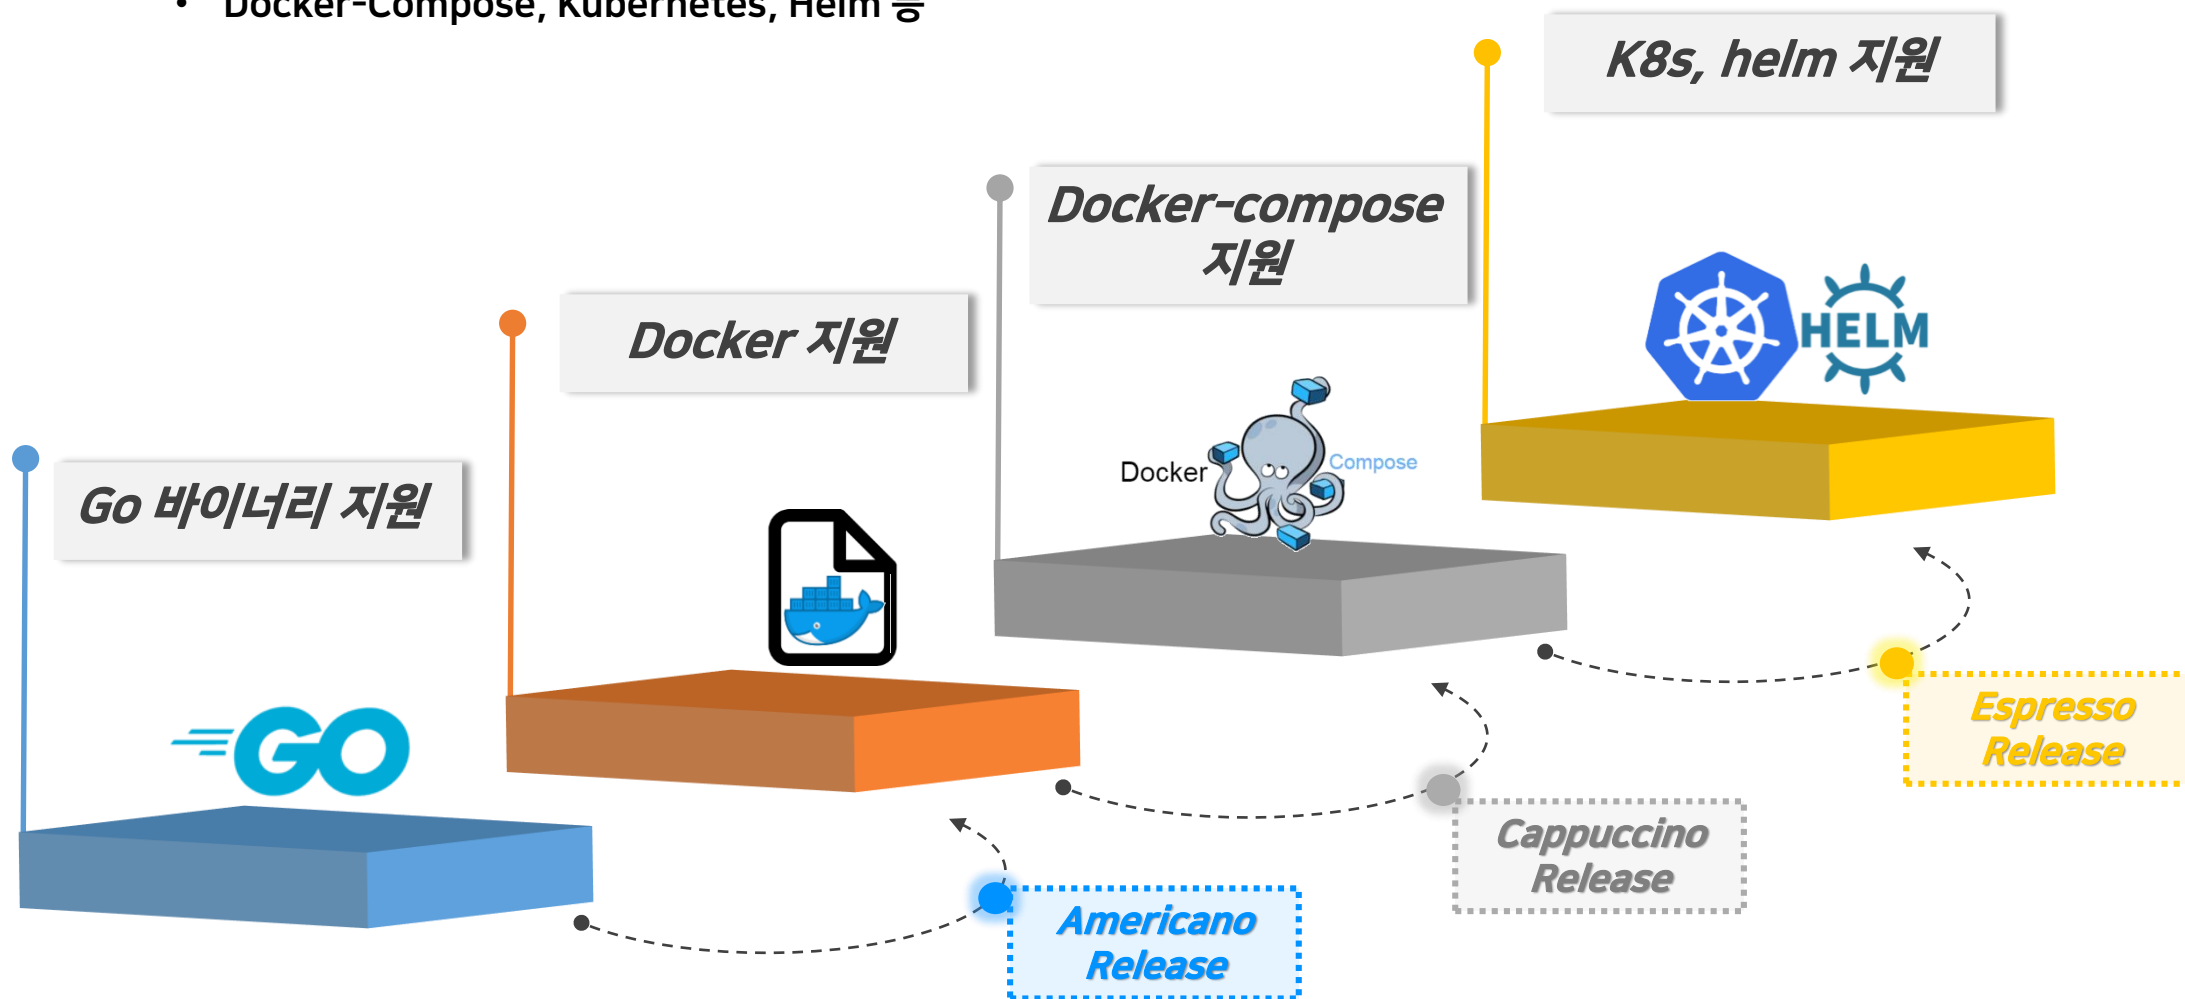 • Docker-Compose, Kubernetes, Helm 등
K8s, helm 지원
Docker-compose
지원
Docker 지원
Go 바이너리 지원
HELM
Docker
Compose
GO
Espresso
Release
Cappuccino
Release
Americano
Release